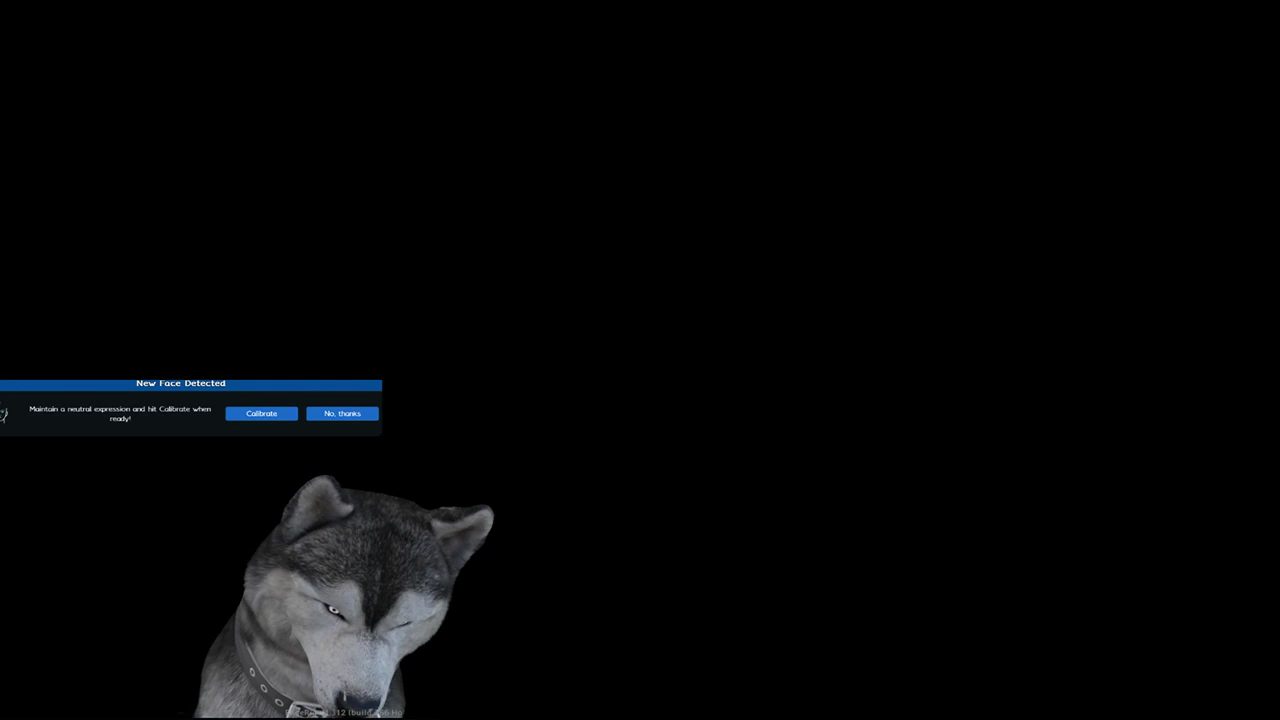 New Face Detected
Maintain a neutral expression and hit Calibrate when
ready!
Calibrate
No, thanks